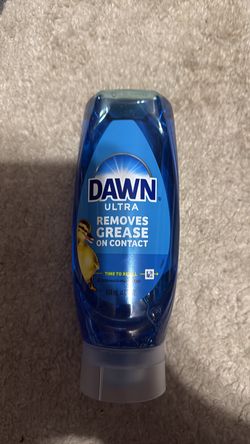 DAWN
ULTRA
REMOVES
GREASE
ON CONTACT
TIME TO REFILL